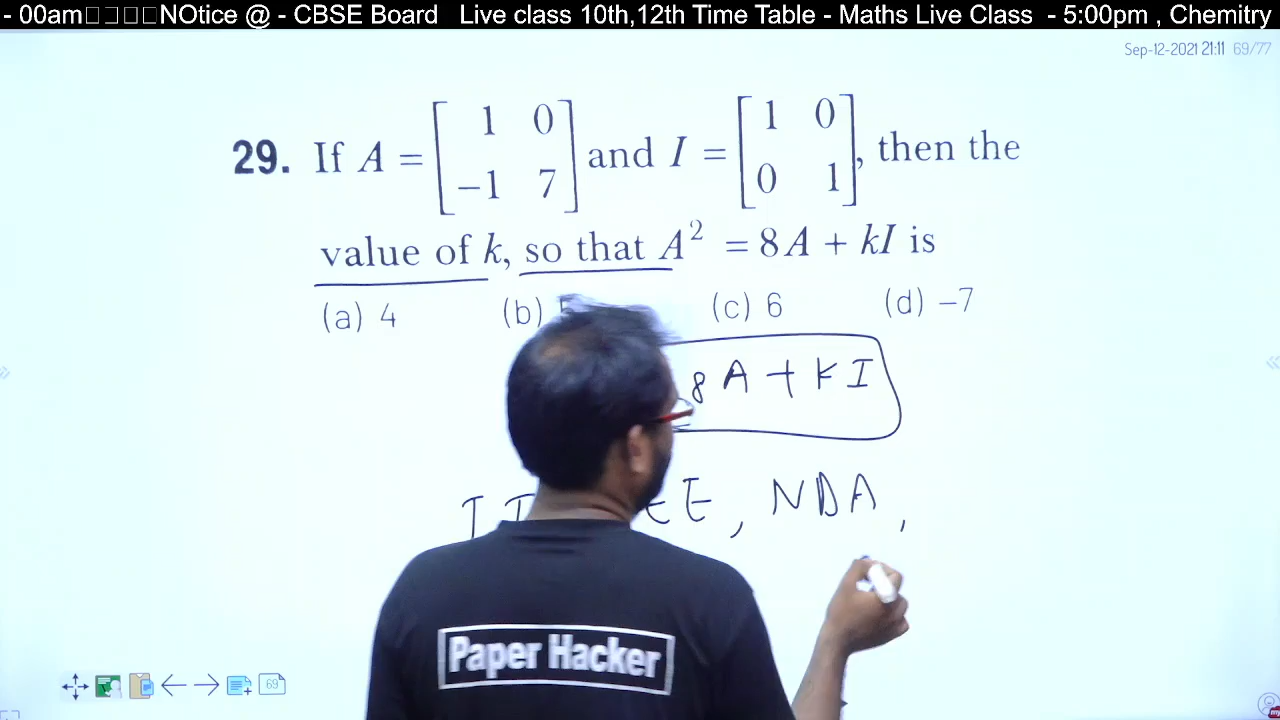 - 00am□□□□NOtice @ - CBSE Board Live class 10th,12th Time Table - Maths Live Class - 5:00pm , Chemitry
Sep-12-2021 21:11 69/77
29. If A = [1 0 -1 7] and I = [1 0 0 1], then the
value of k, so that A² = 8A + kI is
(a) 4 (b) (c) 6 (d) -7
8A + KI
E, NDA,
Paper Hacker
69